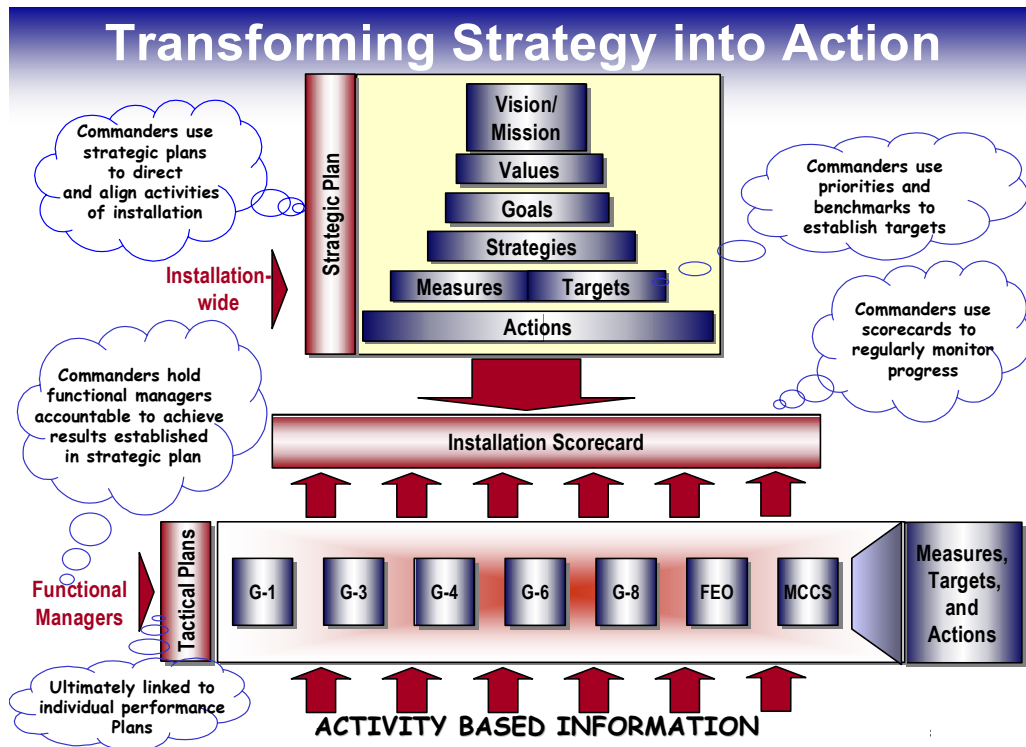 Transforming Strategy into Action
Commanders use
strategic plans
to direct
and align activities
of installation
Strategic Plan
Vision/
Mission
Values
Goals
Strategies
Measures
Targets
Actions
Commanders use
priorities and
benchmarks to
establish targets
Installation-
wide
Commanders use
scorecards to
regularly monitor
progress
Commanders hold
functional managers
accountable to achieve
results established
in strategic plan
Installation Scorecard
Functional
Managers
Tactical Plans
G-1
G-3
G-4
G-6
G-8
FEO
MCCS
Measures,
Targets,
and
Actions
Ultimately linked to
individual performance
Plans
ACTIVITY BASED INFORMATION